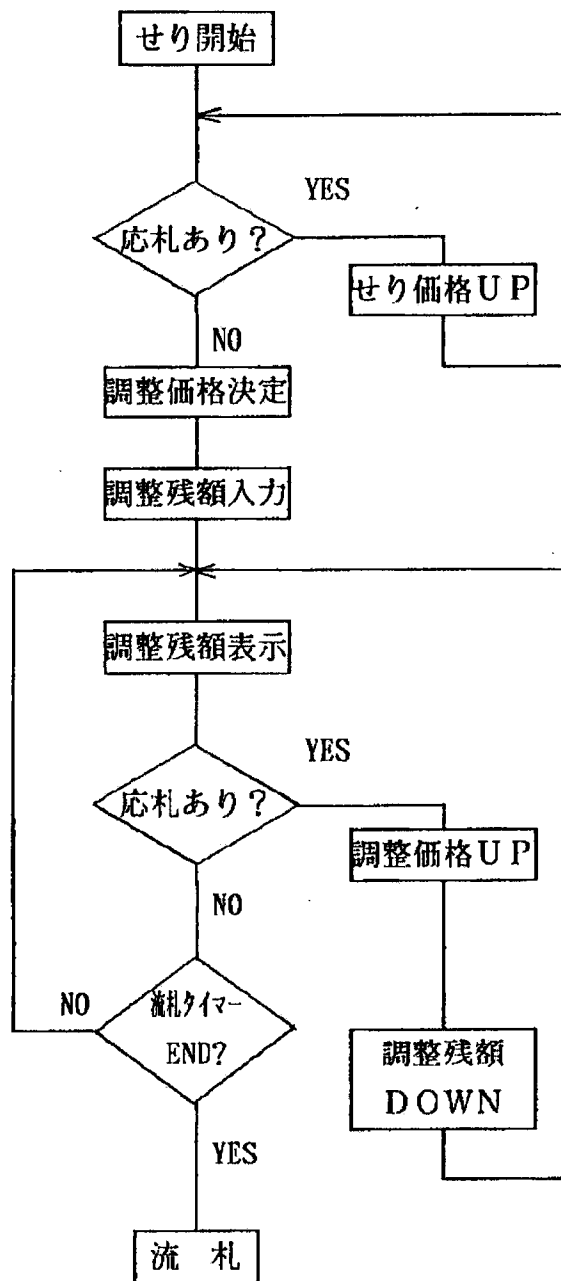 せり開始
YES
応札あり？
せり価格ＵＰ
NO
調整価格決定
調整残額入力
調整残額表示
YES
応札あり？
調整価格ＵＰ
NO
流札タイマー
END?
NO
調整残額
ＤＯＷＮ
YES
流　札